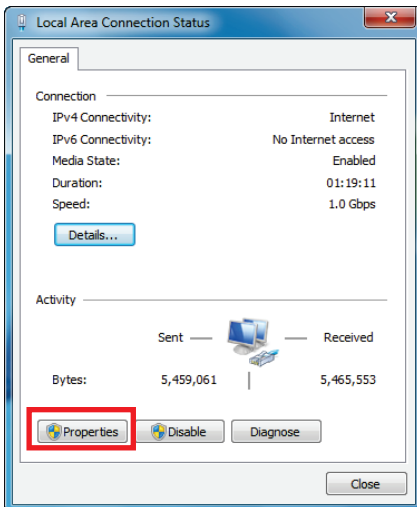 Local Area Connection Status
General
Connection
IPv4 Connectivity: Internet
IPv6 Connectivity: No Internet access
Media State: Enabled
Duration: 01:19:11
Speed: 1.0 Gbps
Details...
Activity
Sent — — Received
Bytes: 5,459,061 | 5,465,553
Properties Disable Diagnose
Close